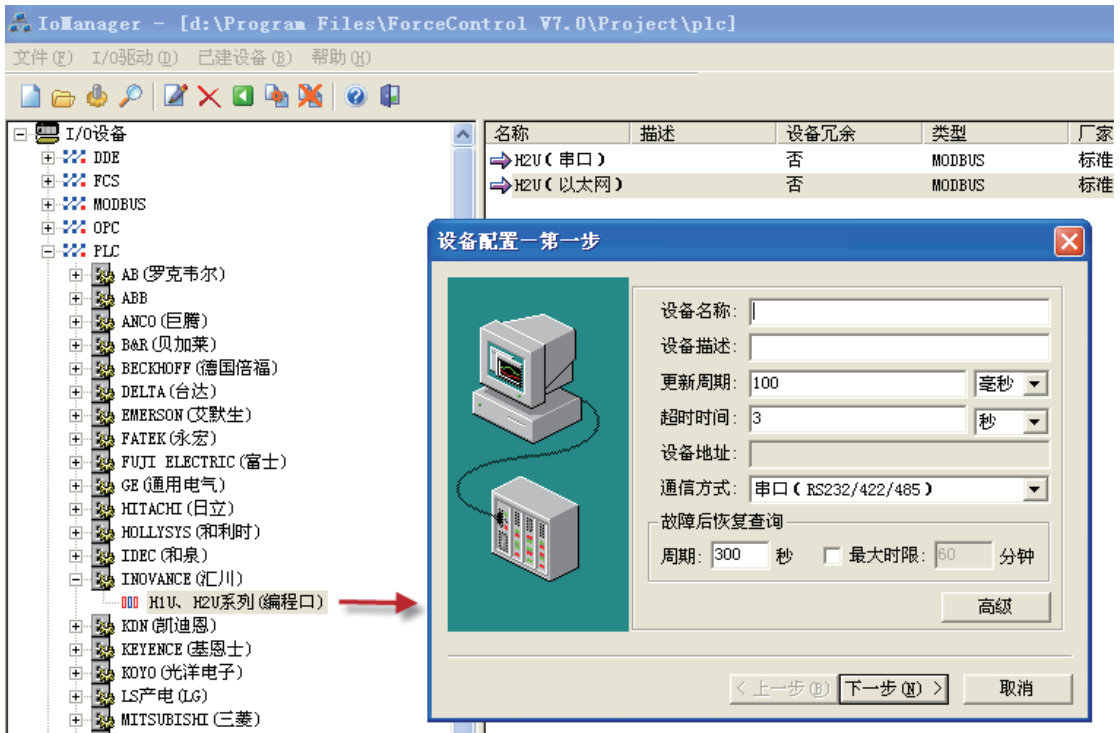 IoManager - [d:\Program Files\ForceControl V7.0\Project\plc]
文件(F) I/O驱动(D) 已建设备(B) 帮助(H)
I/O设备
DDE
FCS
MODBUS
OPC
PLC
AB(罗克韦尔)
ABB
ANCO(巨腾)
B&R(贝加莱)
BECKHOFF(德国倍福)
DELTA(台达)
EMERSON(艾默生)
FATEK(永宏)
FUJI ELECTRIC(富士)
GE(通用电气)
HITACHI(日立)
HOLLYSYS(和利时)
IDEC(和泉)
INOVANCE(汇川)
H1U、H2U系列(编程口)
KDN(凯迪恩)
KEYENCE(基恩士)
KOYO(光洋电子)
LS产电(LG)
MITSUBISHI(三菱)
名称 描述 设备冗余 类型 厂家
H2U(串口) 否 MODBUS 标准
H2U(以太网) 否 MODBUS 标准
设备配置-第一步
设备名称:
设备描述:
更新周期: 100 毫秒
超时时间: 3 秒
设备地址:
通信方式: 串口(RS232/422/485)
故障后恢复查询
周期: 300 秒 最大时限: 60 分钟
高级
<上一步(B) 下一步(N)> 取消